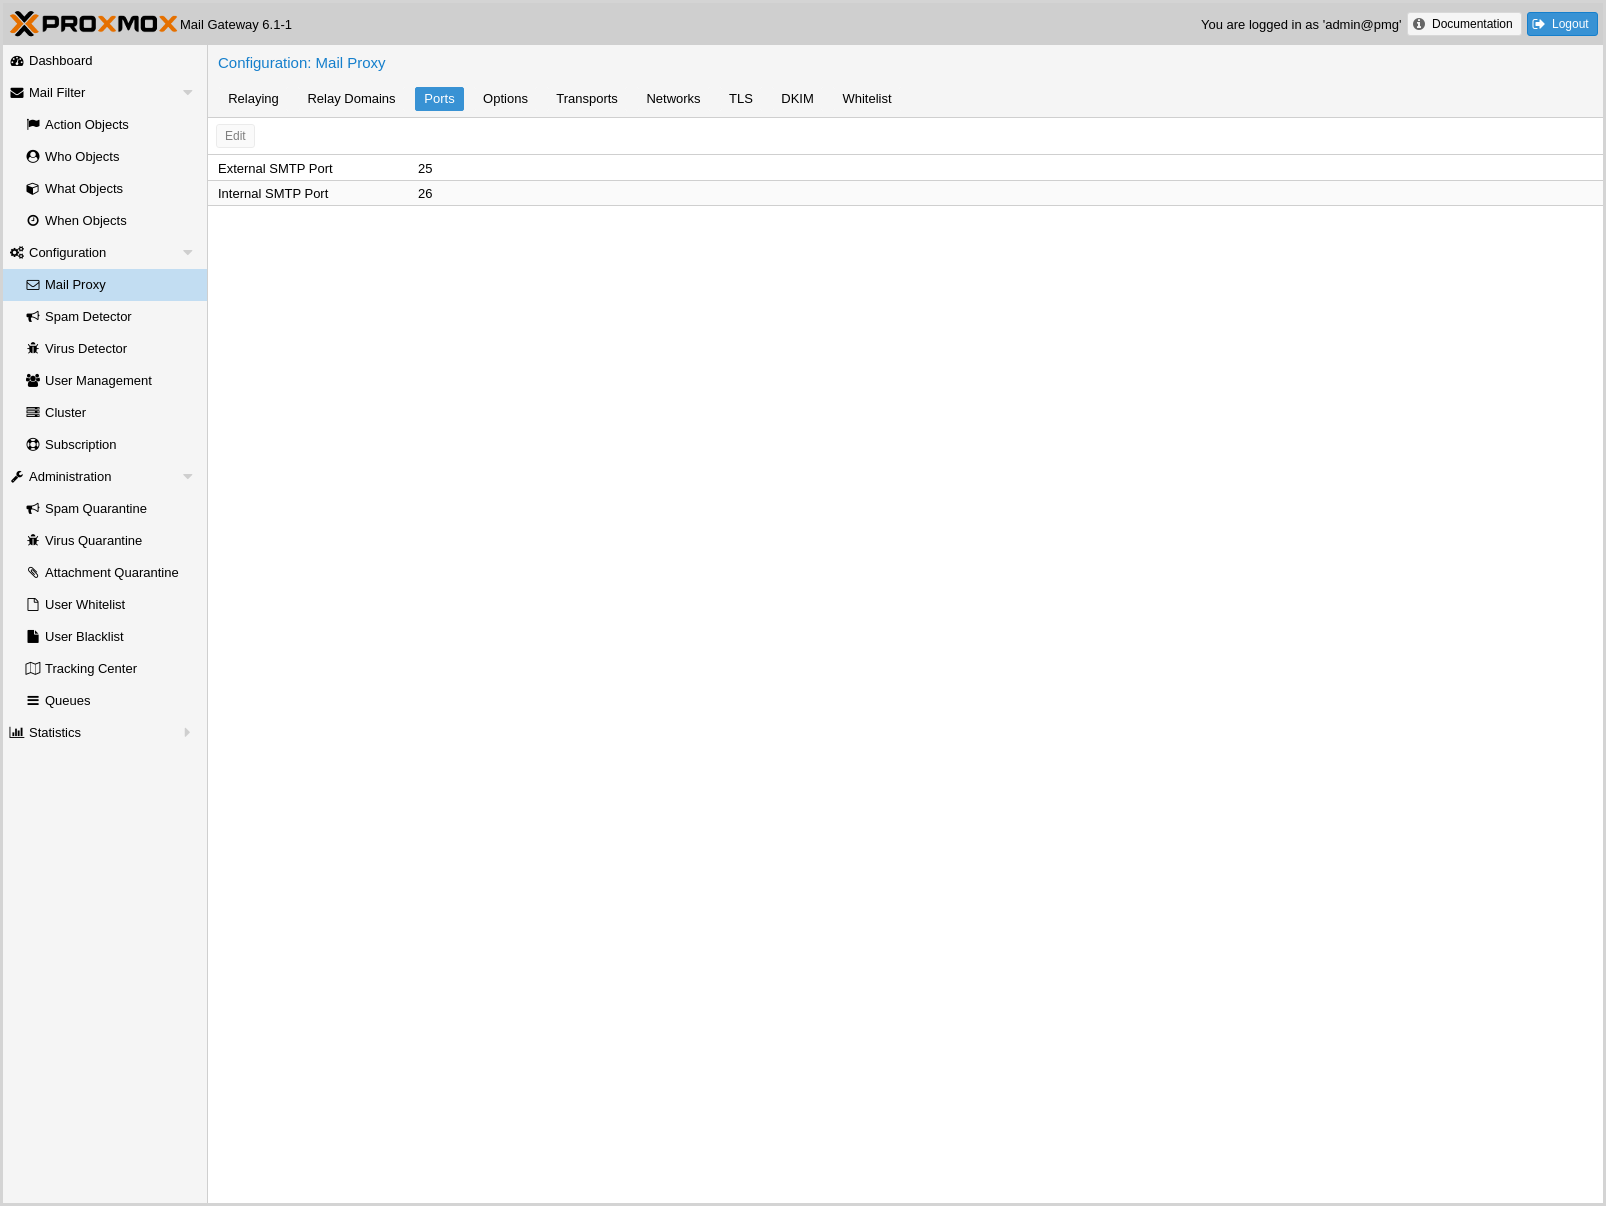 PROXMOX Mail Gateway 6.1-1 You are logged in as 'admin@pmg' Documentation Logout
Dashboard
Mail Filter
Action Objects
Who Objects
What Objects
When Objects
Configuration
Mail Proxy
Spam Detector
Virus Detector
User Management
Cluster
Subscription
Administration
Spam Quarantine
Virus Quarantine
Attachment Quarantine
User Whitelist
User Blacklist
Tracking Center
Queues
Statistics
Configuration: Mail Proxy
Relaying Relay Domains Ports Options Transports Networks TLS DKIM Whitelist
Edit
External SMTP Port 25
Internal SMTP Port 26